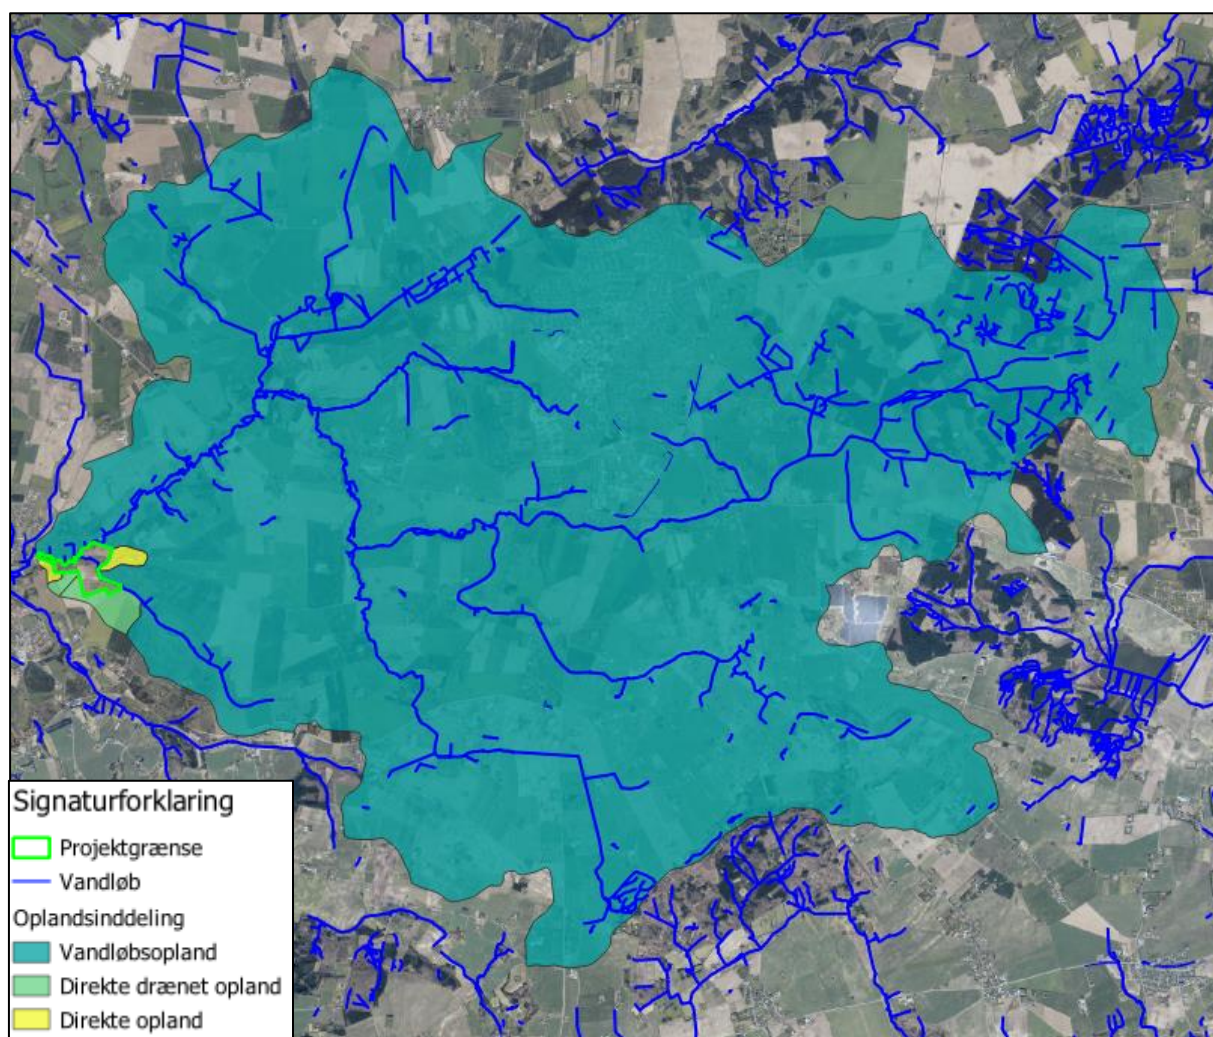 Signaturforklaring
Projektgrænse
Vandløb
Oplandsinddeling
Vandløbsopland
Direkte drænet opland
Direkte opland